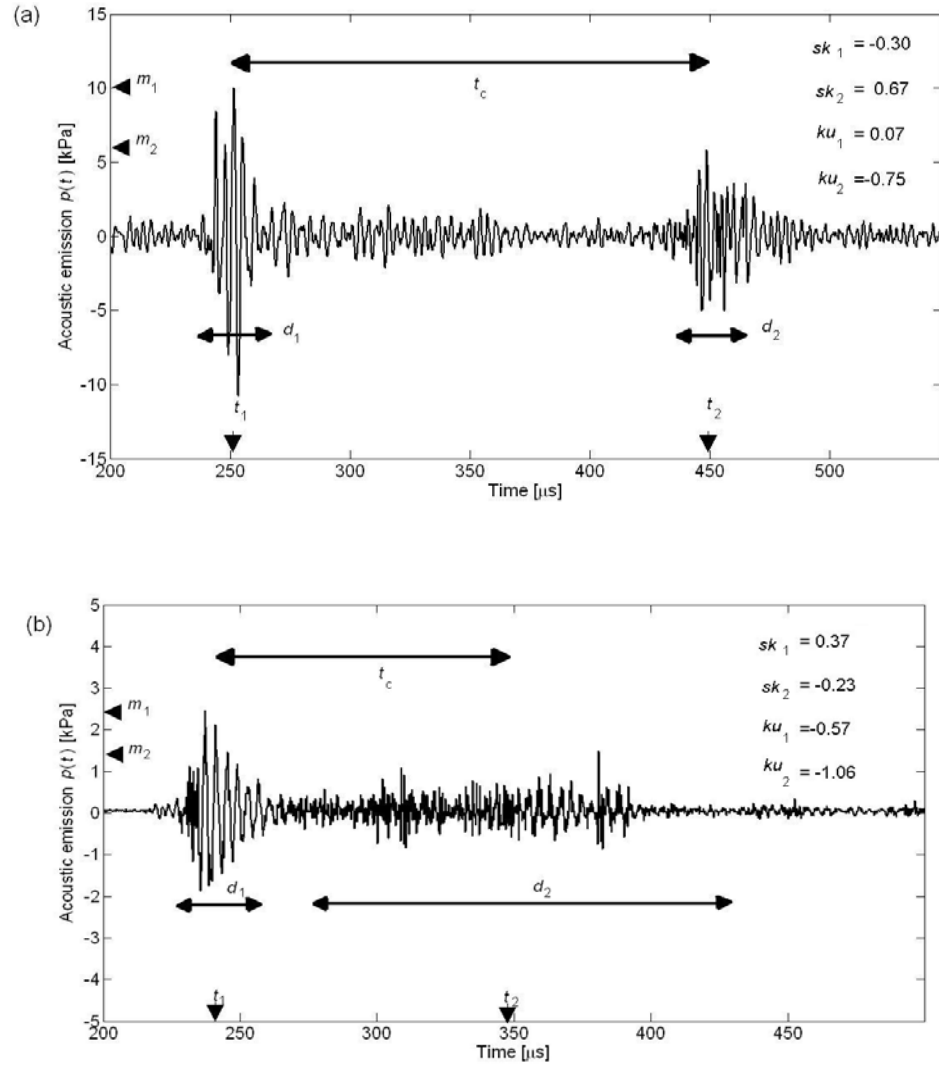 (a)
15
10
5
0
-5
-10
-15
Acoustic emission p(t) [kPa]
m1
m2
tc
sk1 = -0.30
sk2 = 0.67
ku1 = 0.07
ku2 =-0.75
d1
d2
t1
t2
200 250 300 350 400 450 500
Time [μs]
(b)
5
4
3
2
1
0
-1
-2
-3
-4
-5
Acoustic emission p(t) [kPa]
m1
m2
tc
sk1 = 0.37
sk2 = -0.23
ku1 = -0.57
ku2 = -1.06
d1
d2
t1
t2
200 250 300 350 400 450
Time [μs]